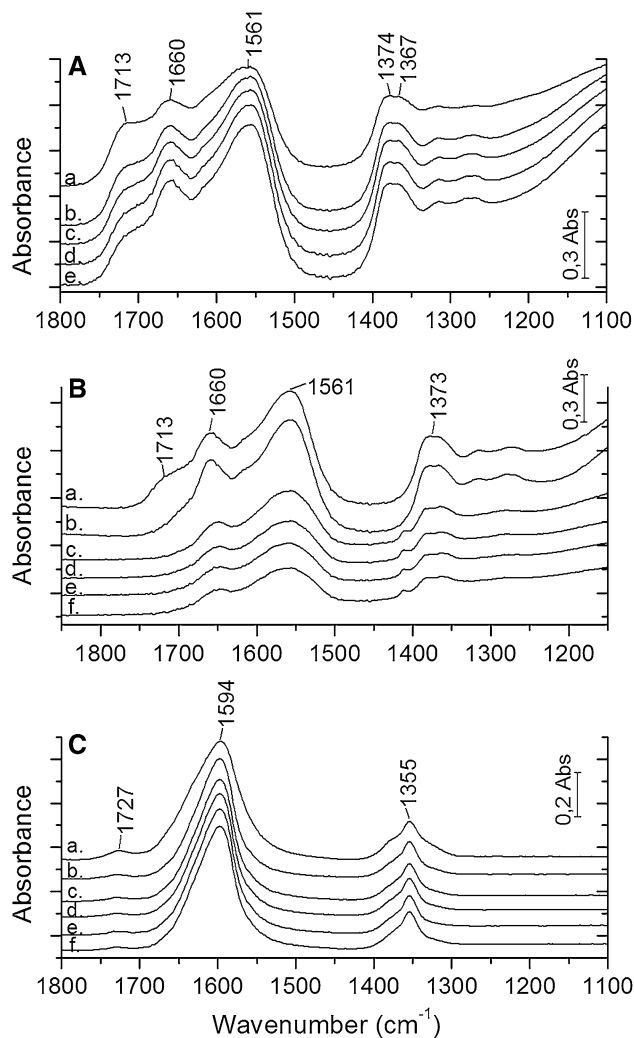 A
1713
1660
1561
1374
1367
a.
b.
c.
d.
e.
0,3 Abs
Absorbance
1800 1700 1600 1500 1400 1300 1200 1100
B
1713
1660
1561
1373
0,3 Abs
a.
b.
c.
d.
e.
f.
Absorbance
1800 1700 1600 1500 1400 1300 1200
C
1727
1594
1355
0,2 Abs
a.
b.
c.
d.
e.
f.
Absorbance
1800 1700 1600 1500 1400 1300 1200 1100
Wavenumber (cm⁻¹)